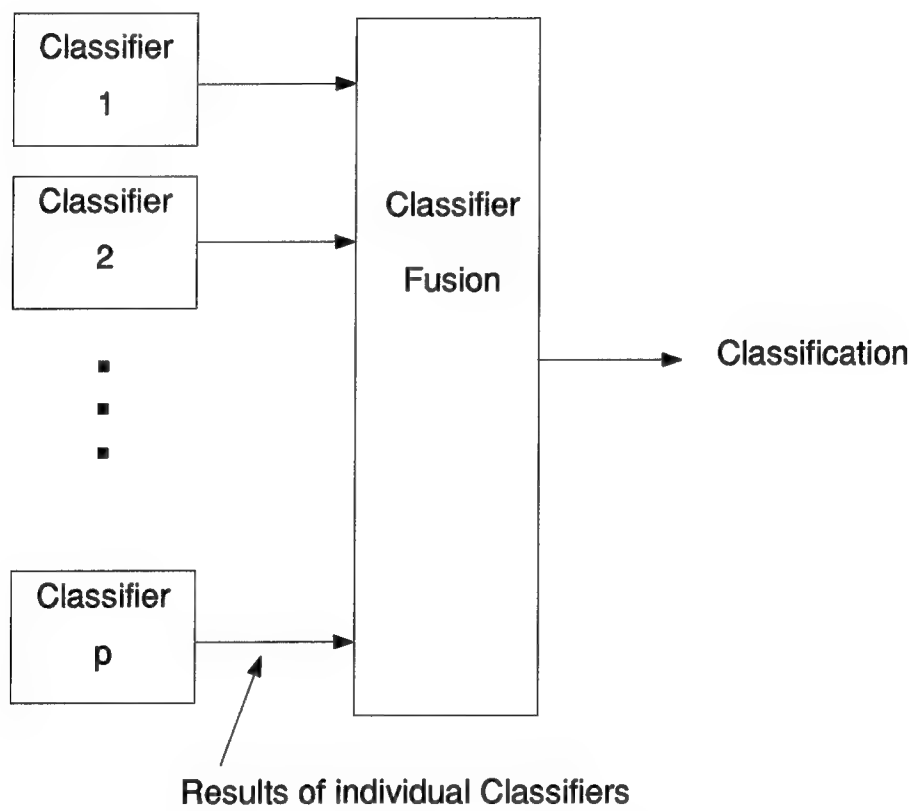 Classifier
1
Classifier
2
Classifier
Fusion
Classification
Classifier
p
Results of individual Classifiers